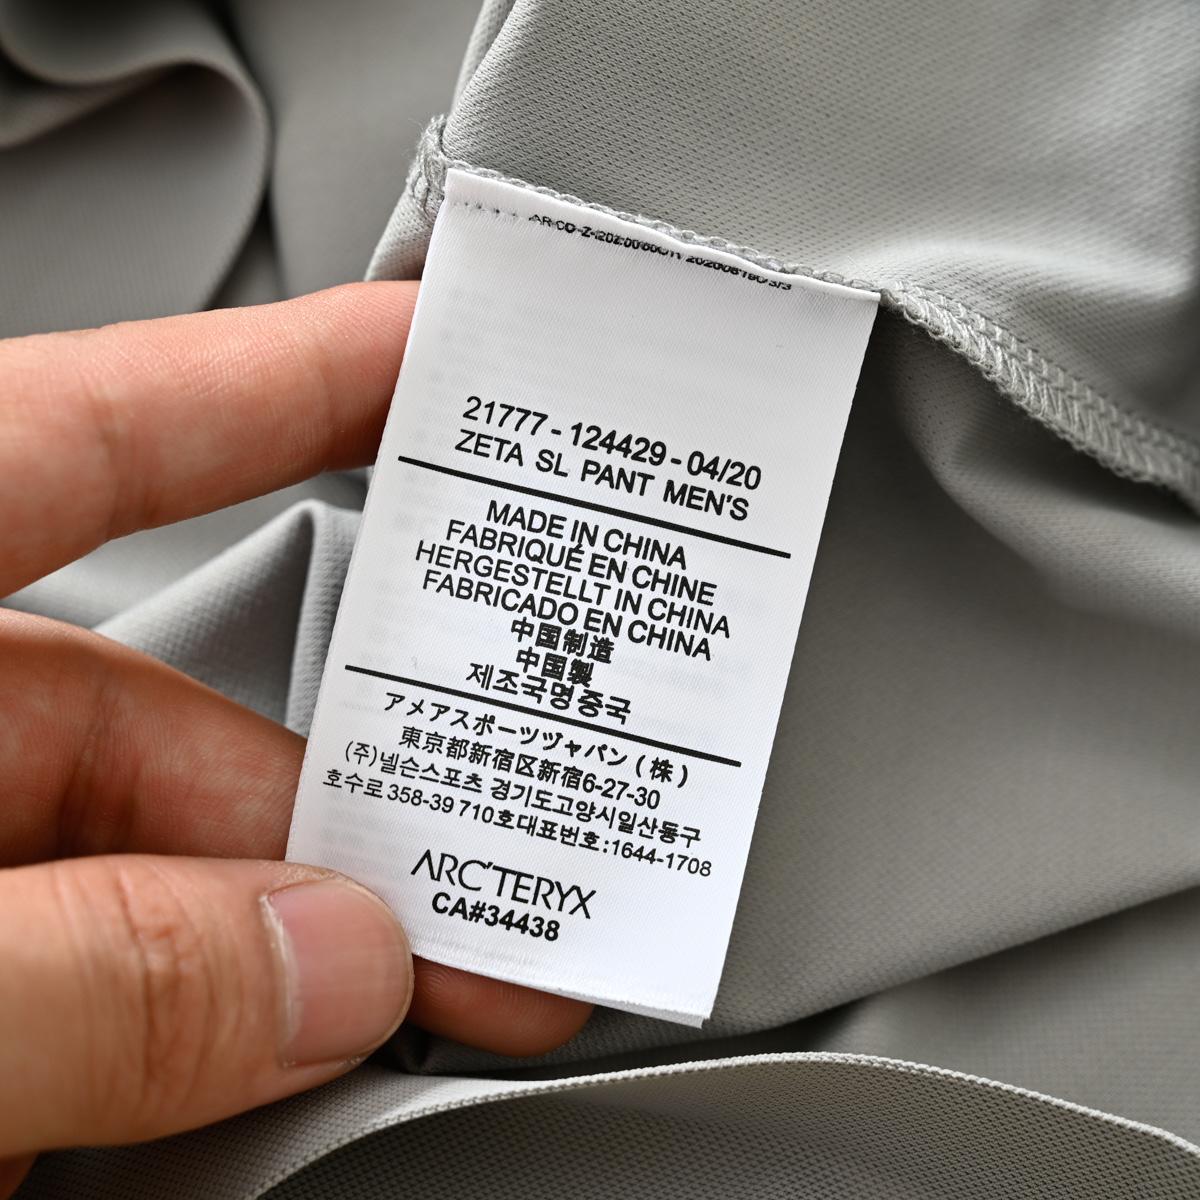 21777 - 124429 - 04/20
ZETA SL PANT MEN'S
MADE IN CHINA
FABRIQUÉ EN CHINE
HERGESTELLT IN CHINA
FABRICADO EN CHINA
中国制造
中国製
제조국명중국
アメアスポーツヅャパン (株)
東京都新宿区新宿6-27-30
(주)넬슨스포츠 경기도고양시일산동구
호수로 358-39 710호대표번호:1644-1708
ARC'TERYX
CA#34438